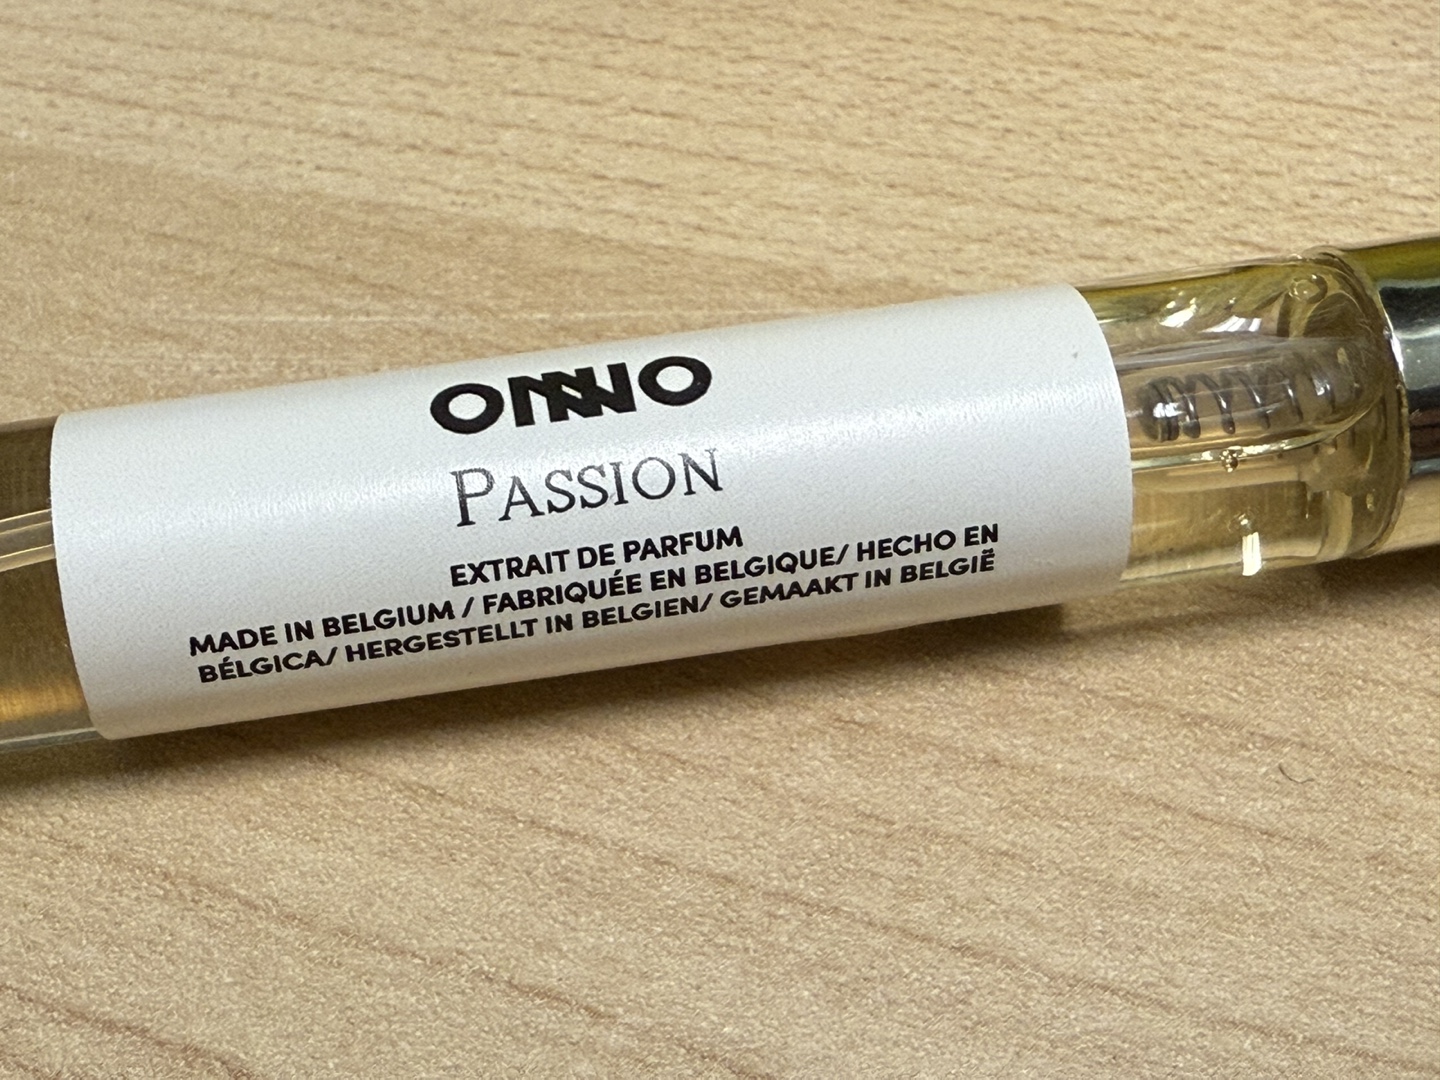 ONNO
PASSION
EXTRAIT DE PARFUM
MADE IN BELGIUM / FABRIQUÉE EN BELGIQUE/ HECHO EN
BÉLGICA/ HERGESTELLT IN BELGIEN/ GEMAAKT IN BELGIË